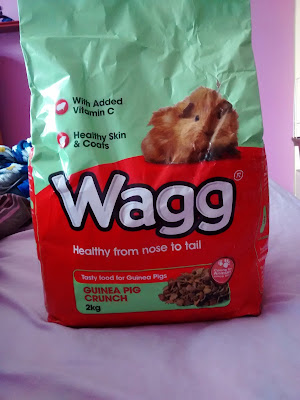 With Added
Vitamin C
Healthy Skin
& Coats
Wagg®
Healthy from nose to tail
Tasty food for Guinea Pigs
GUINEA PIG
CRUNCH
2kg